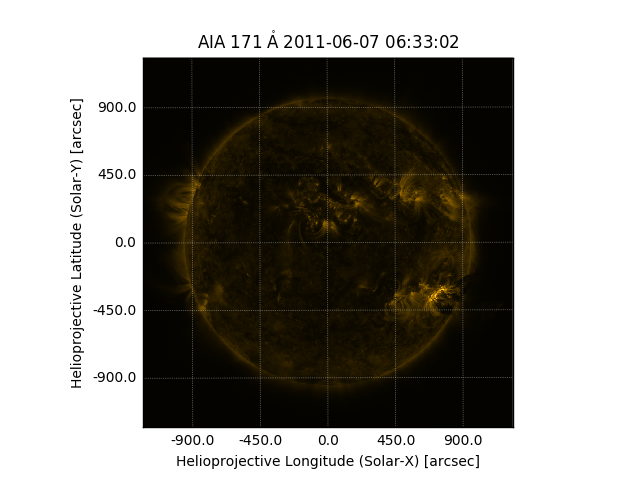 AIA 171 Å 2011-06-07 06:33:02
900.0
450.0
0.0
-450.0
-900.0
Helioprojective Latitude (Solar-Y) [arcsec]
-900.0 -450.0 0.0 450.0 900.0
Helioprojective Longitude (Solar-X) [arcsec]